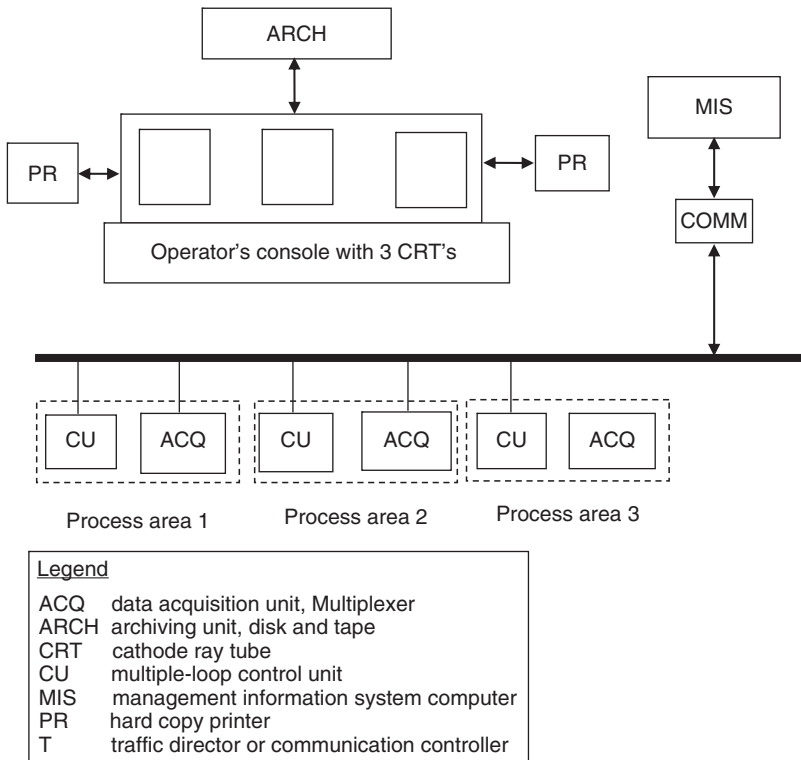 ARCH
MIS
PR
PR
COMM
Operator's console with 3 CRT's
CU ACQ CU ACQ CU ACQ
Process area 1 Process area 2 Process area 3
Legend
ACQ data acquisition unit, Multiplexer
ARCH archiving unit, disk and tape
CRT cathode ray tube
CU multiple-loop control unit
MIS management information system computer
PR hard copy printer
T traffic director or communication controller